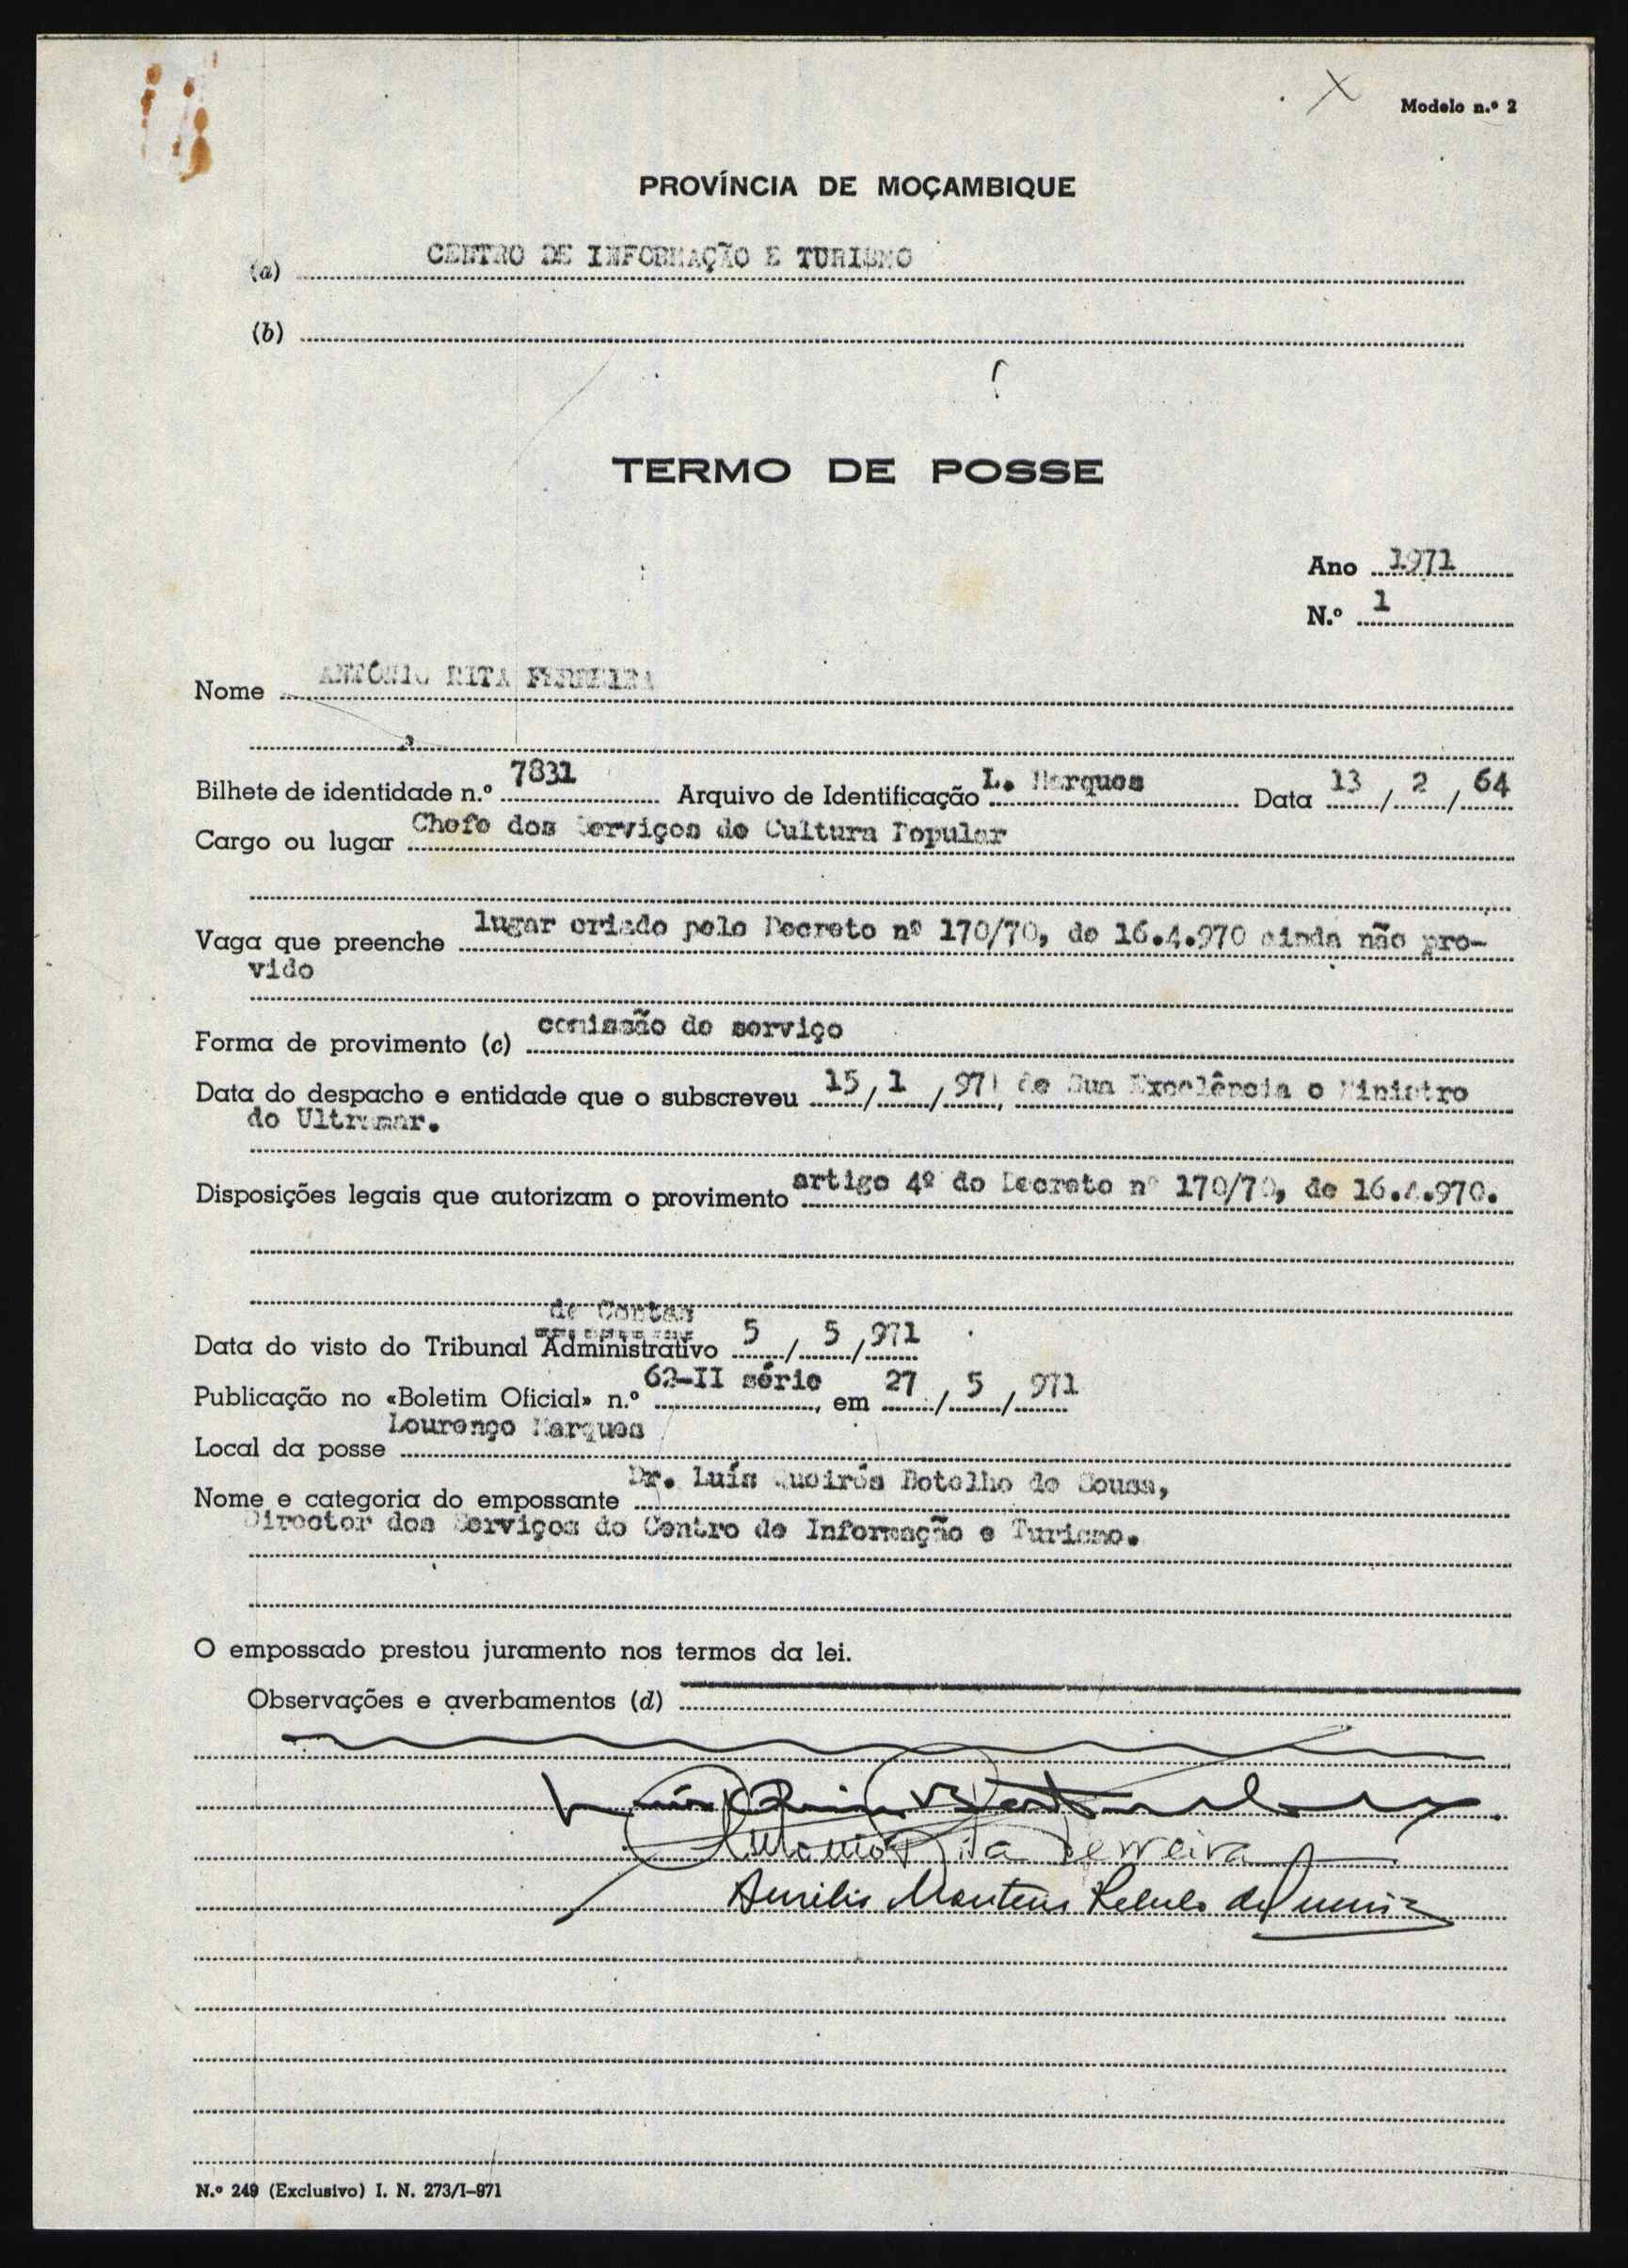 Modelo n.º 2
PROVÍNCIA DE MOÇAMBIQUE
(a) CENTRO DE INFORMAÇÃO E TURISMO
(b)
TERMO DE POSSE
Ano 1971
N.º 1
Nome ANTÓNIO RITA FERREIRA
Bilhete de identidade n.º 7831 Arquivo de Identificação L. Marques Data 13 / 2 / 64
Cargo ou lugar Chefe dos Serviços de Cultura Popular
Vaga que preenche lugar criado pelo Decreto nº 170/70, de 16.4.970 ainda não pro-
vido
Forma de provimento (c) comissão de serviço
Data do despacho e entidade que o subscreveu 15 / 1 / 971, de Sua Excelência o Ministro
do Ultramar.
Disposições legais que autorizam o provimento artigo 4º do Decreto nº 170/70, de 16.4.970.
de Contas
Data do visto do Tribunal Administrativo 5 / 5 / 971
Publicação no «Boletim Oficial» n.º 62-II série, em 27 / 5 / 971
Local da posse Lourenço Marques
Nome e categoria do empossante Dr. Luís Queirós Botelho de Sousa,
Director dos Serviços do Centro de Informação e Turismo.
O empossado prestou juramento nos termos da lei.
Observações e averbamentos (d)
Luís
António Rita Ferreira
N.º 249 (Exclusivo) I. N. 273/I-971